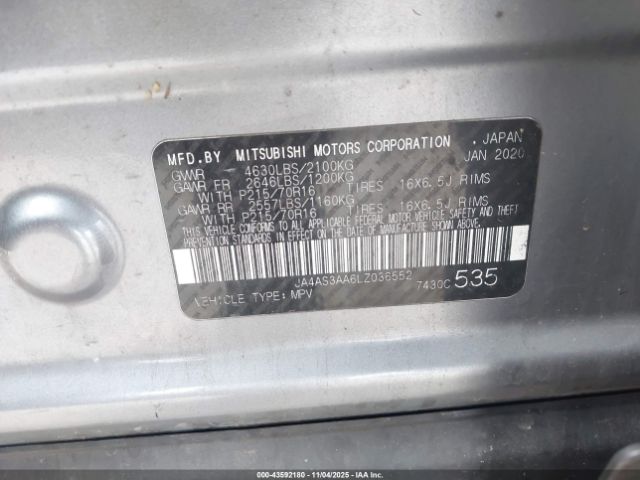 MFD.BY MITSUBISHI MOTORS CORPORATION , JAPAN
GVWR 4630LBS/2100KG JAN 2020
GAWR FR 2646LBS/1200KG
WITH P215/70R16 TIRES 16X6.5J RIMS
GAWR RR 2557LBS/1160KG
WITH P215/70R16 TIRES 16X6.5J RIMS
THIS VEHICLE CONFORMS TO ALL APPLICABLE FEDERAL MOTOR VEHICLE SAFETY AND THEFT
PREVENTION STANDARDS IN EFFECT ON THE DATE OF MANUFACTURE SHOWN ABOVE.
JA4AS3AA6LZ036552 7430C 535
VEHICLE TYPE: MPV
000-43592180 - 11/04/2025 - IAAI.COM